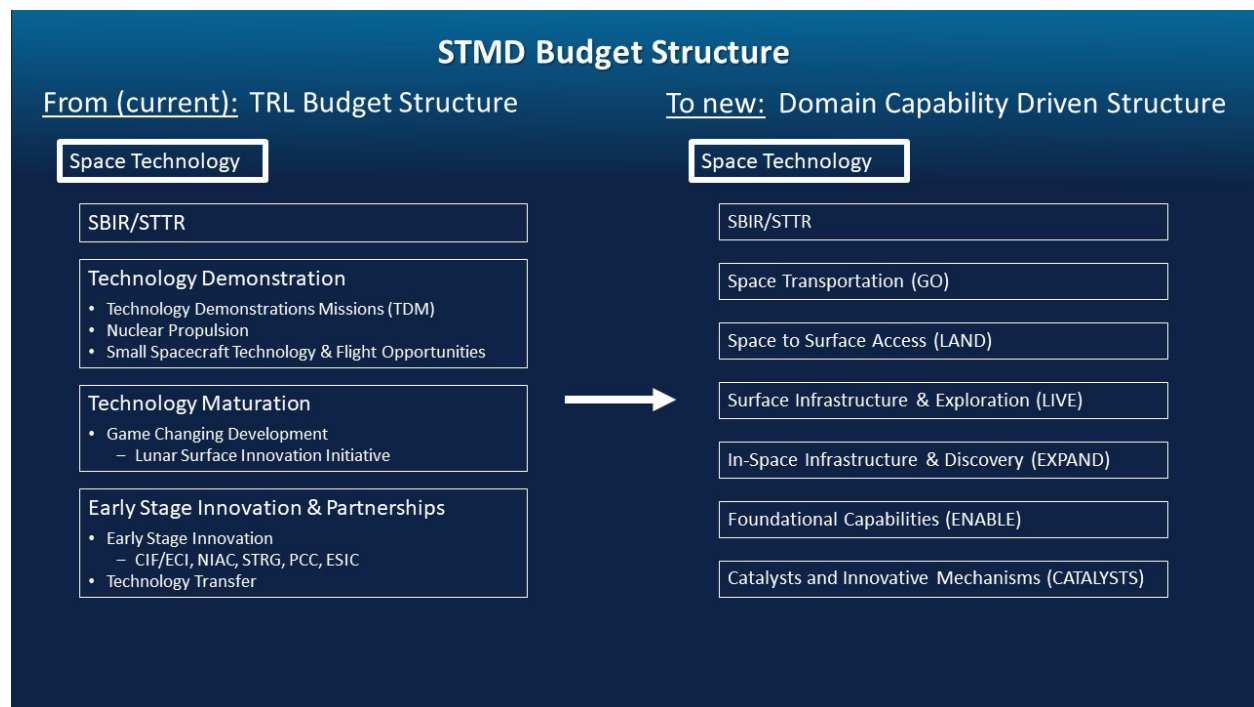 STMD Budget Structure
From (current): TRL Budget Structure
Space Technology
SBIR/STTR
Technology Demonstration
• Technology Demonstrations Missions (TDM)
• Nuclear Propulsion
• Small Spacecraft Technology & Flight Opportunities
Technology Maturation
• Game Changing Development
– Lunar Surface Innovation Initiative
Early Stage Innovation & Partnerships
• Early Stage Innovation
– CIF/ECI, NIAC, STRG, PCC, ESIC
• Technology Transfer
To new: Domain Capability Driven Structure
Space Technology
SBIR/STTR
Space Transportation (GO)
Space to Surface Access (LAND)
Surface Infrastructure & Exploration (LIVE)
In-Space Infrastructure & Discovery (EXPAND)
Foundational Capabilities (ENABLE)
Catalysts and Innovative Mechanisms (CATALYSTS)